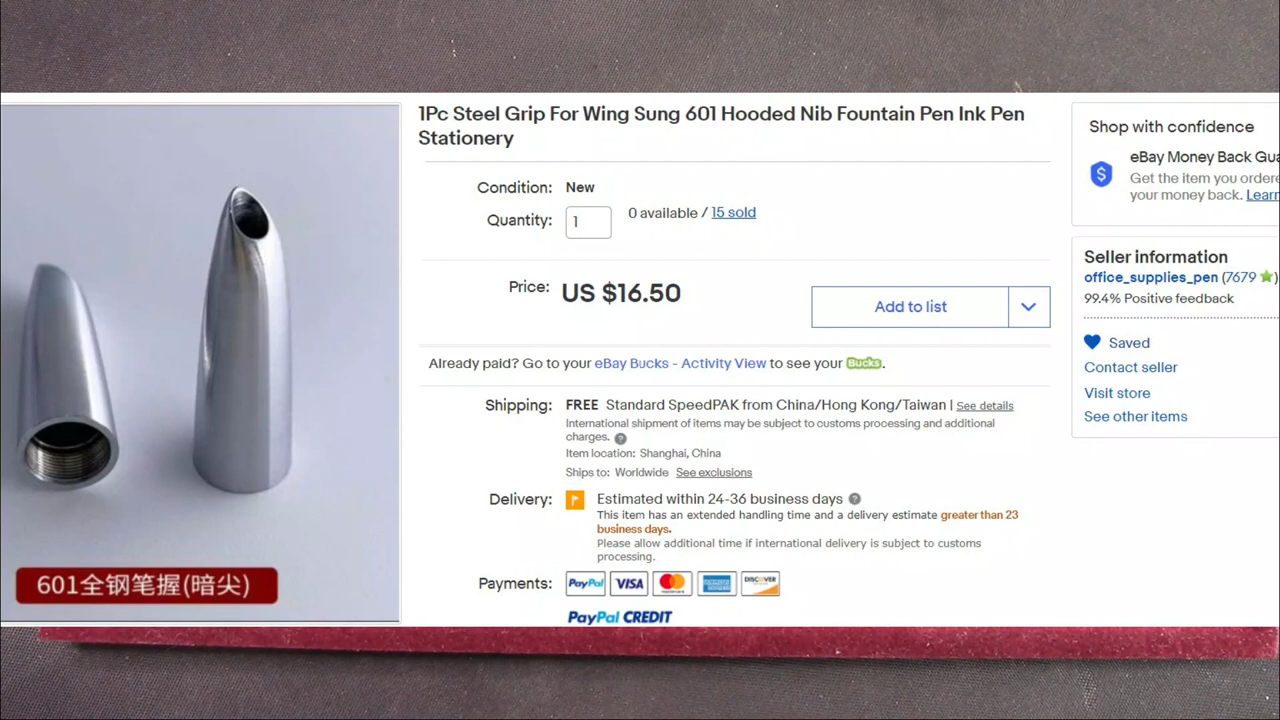 1Pc Steel Grip For Wing Sung 601 Hooded Nib Fountain Pen Ink Pen
Stationery
Condition: New
Quantity: 1 0 available / 15 sold
Price: US $16.50
Add to list
Already paid? Go to your eBay Bucks - Activity View to see your Bucks.
Shipping: FREE Standard SpeedPAK from China/Hong Kong/Taiwan | See details
International shipment of items may be subject to customs processing and additional
charges. ?
Item location: Shanghai, China
Ships to: Worldwide See exclusions
Delivery: Estimated within 24-36 business days ?
This item has an extended handling time and a delivery estimate greater than 23
business days.
Please allow additional time if international delivery is subject to customs
processing.
Payments: PayPal VISA MasterCard AMERICAN EXPRESS DISCOVER
PayPal CREDIT
Shop with confidence
$
eBay Money Back Gua
Get the item you ordere
your money back. Learn
Seller information
office_supplies_pen (7679)
99.4% Positive feedback
Saved
Contact seller
Visit store
See other items
601全钢笔握(暗尖)